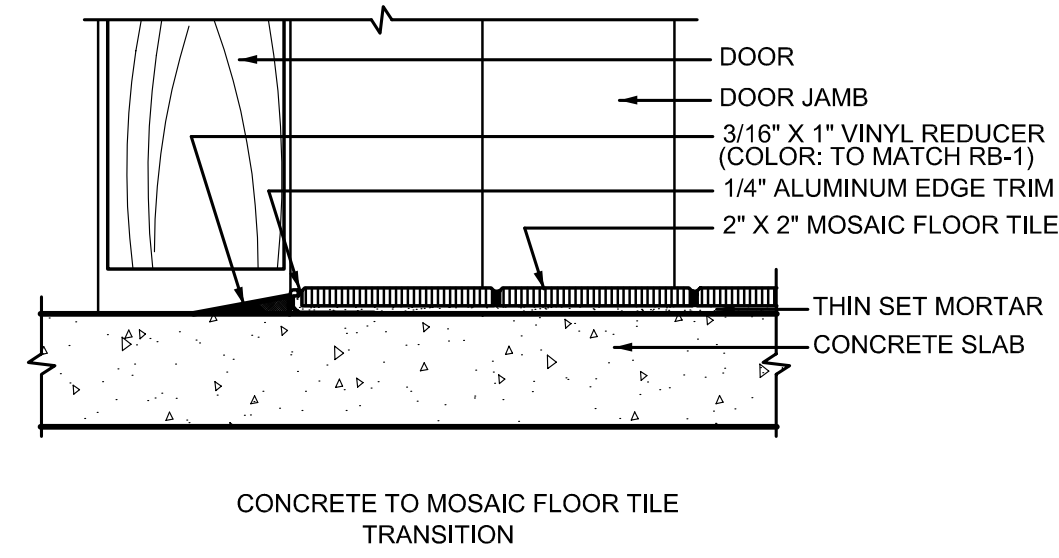 DOOR
DOOR JAMB
3/16" X 1" VINYL REDUCER
(COLOR: TO MATCH RB-1)
1/4" ALUMINUM EDGE TRIM
2" X 2" MOSAIC FLOOR TILE
THIN SET MORTAR
CONCRETE SLAB
CONCRETE TO MOSAIC FLOOR TILE
TRANSITION